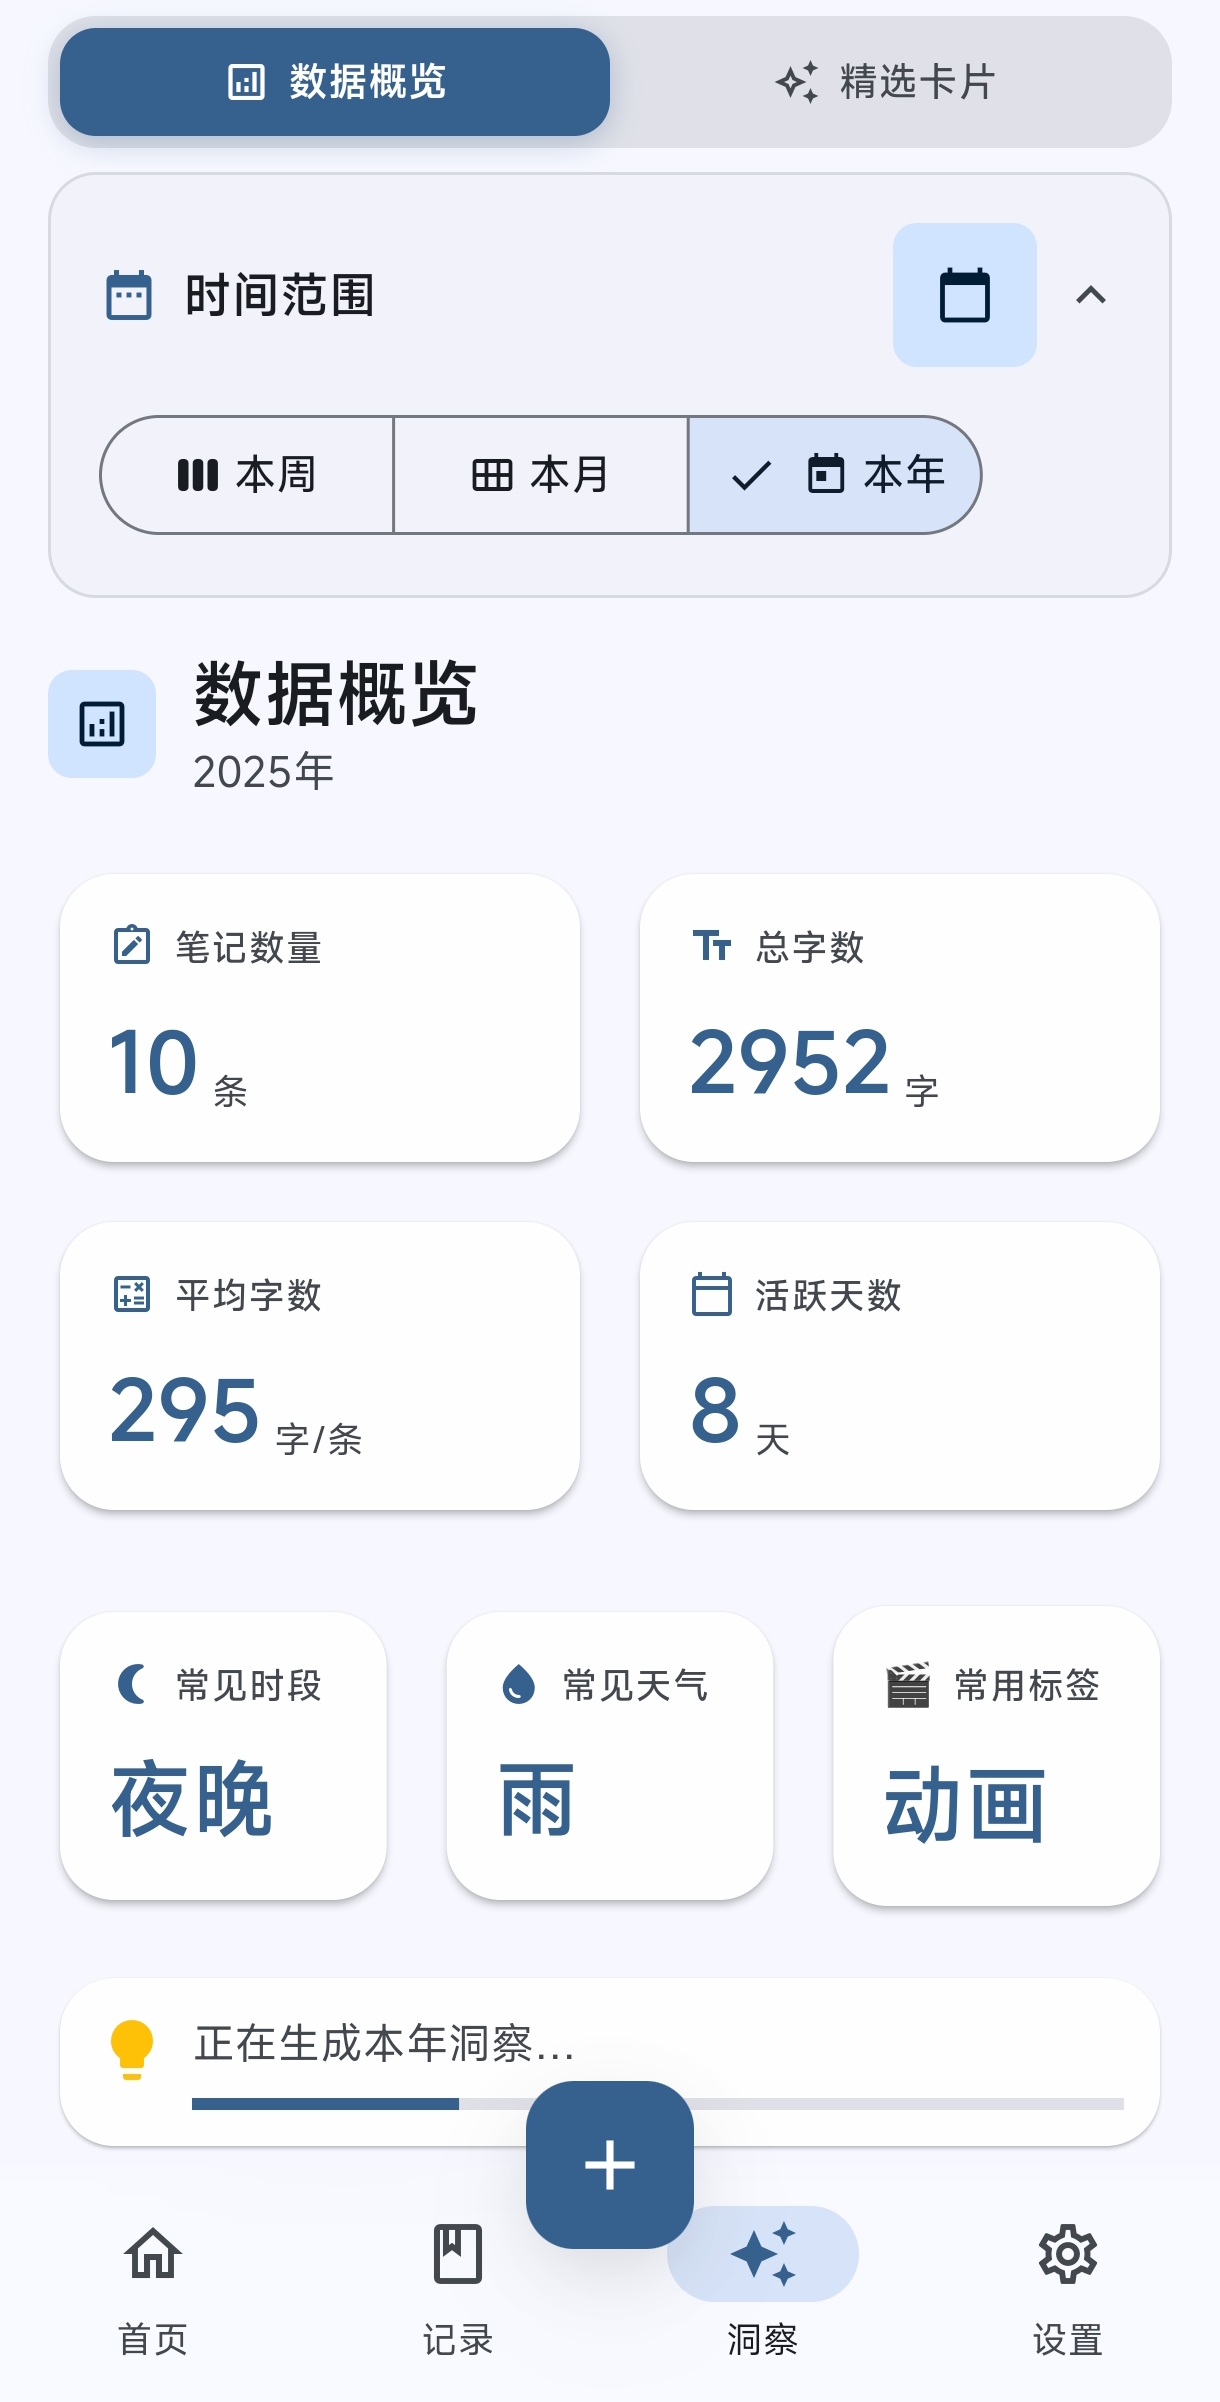 数据概览
精选卡片
时间范围
本周
本月
本年
数据概览
2025年
笔记数量
10 条
总字数
2952 字
平均字数
295 字/条
活跃天数
8 天
常见时段
夜晚
常见天气
雨
常用标签
动画
正在生成本年洞察...
首页
记录
洞察
设置